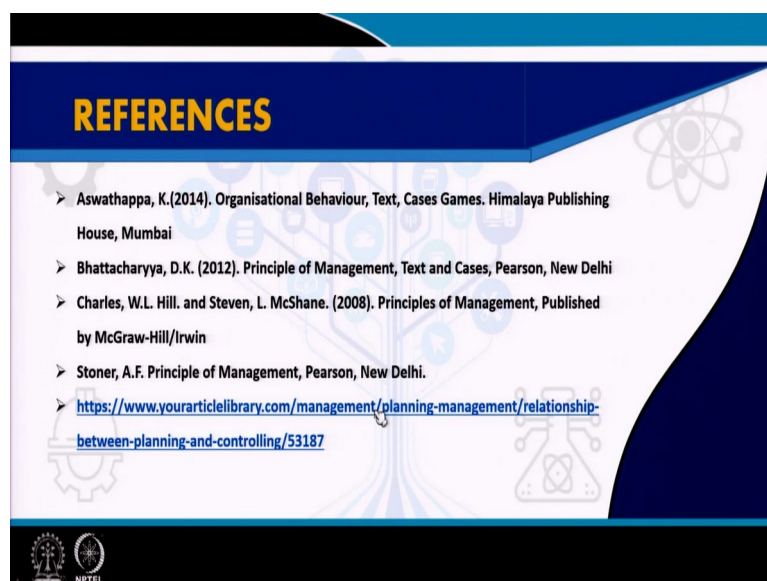 REFERENCES
➢ Aswathappa, K.(2014). Organisational Behaviour, Text, Cases Games. Himalaya Publishing
House, Mumbai
➢ Bhattacharyya, D.K. (2012). Principle of Management, Text and Cases, Pearson, New Delhi
➢ Charles, W.L. Hill. and Steven, L. McShane. (2008). Principles of Management, Published
by McGraw-Hill/Irwin
➢ Stoner, A.F. Principle of Management, Pearson, New Delhi.
➢ https://www.yourarticlelibrary.com/management/planning-management/relationship-
between-planning-and-controlling/53187
NPTEL